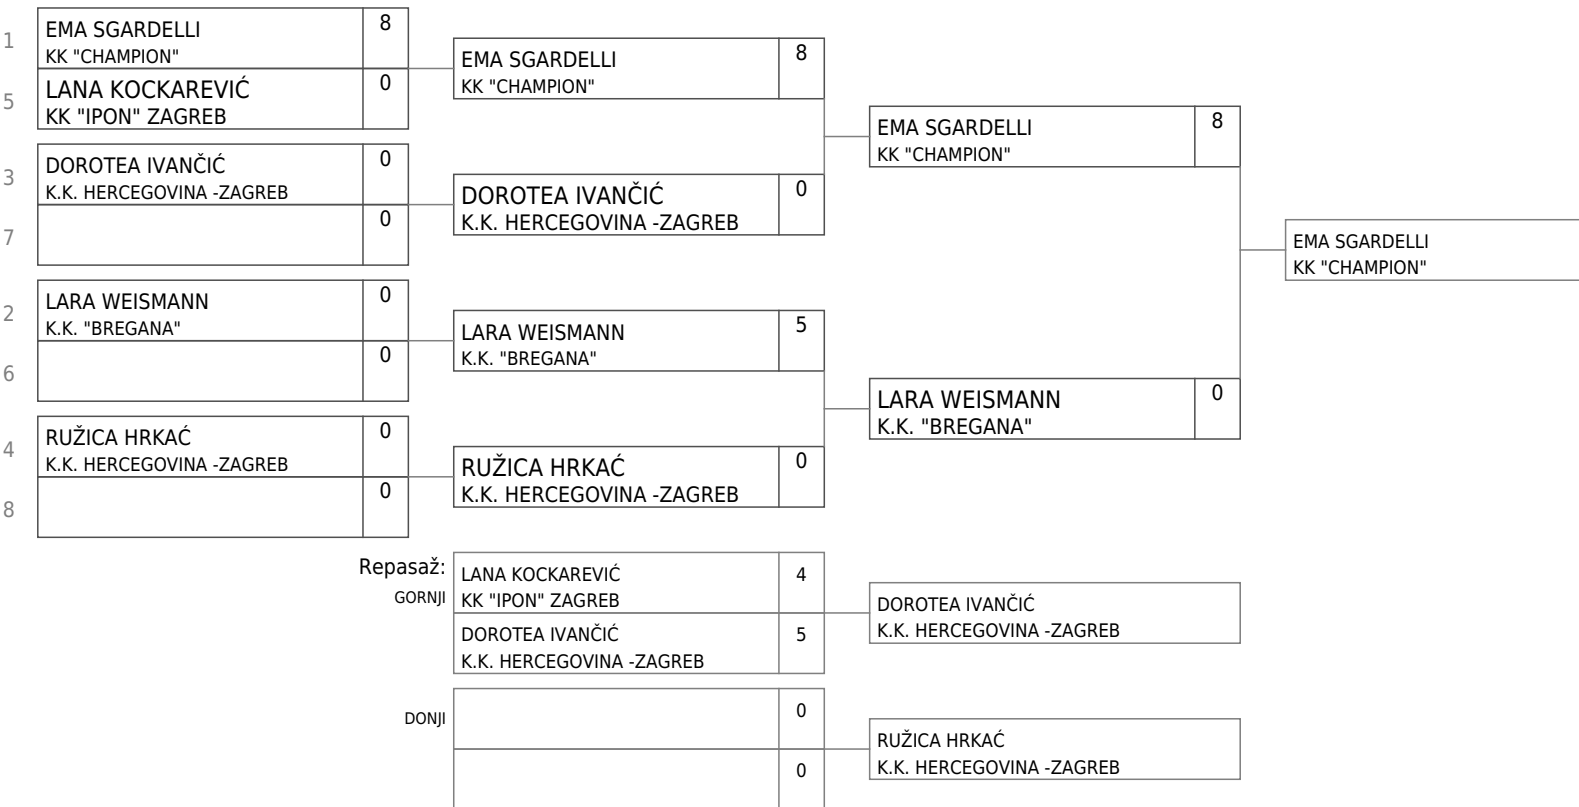 1
EMA SGARDELLI
KK "CHAMPION"
8
5
LANA KOCKAREVIĆ
KK "IPON" ZAGREB
0
3
DOROTEA IVANČIĆ
K.K. HERCEGOVINA -ZAGREB
0
7
0
2
LARA WEISMANN
K.K. "BREGANA"
0
6
0
4
RUŽICA HRKAĆ
K.K. HERCEGOVINA -ZAGREB
0
8
0
EMA SGARDELLI
KK "CHAMPION"
8
DOROTEA IVANČIĆ
K.K. HERCEGOVINA -ZAGREB
0
LARA WEISMANN
K.K. "BREGANA"
5
RUŽICA HRKAĆ
K.K. HERCEGOVINA -ZAGREB
0
EMA SGARDELLI
KK "CHAMPION"
8
LARA WEISMANN
K.K. "BREGANA"
0
EMA SGARDELLI
KK "CHAMPION"
Repasaž:
GORNJI
LANA KOCKAREVIĆ
KK "IPON" ZAGREB
4
DOROTEA IVANČIĆ
K.K. HERCEGOVINA -ZAGREB
5
DOROTEA IVANČIĆ
K.K. HERCEGOVINA -ZAGREB
DONJI
0
0
RUŽICA HRKAĆ
K.K. HERCEGOVINA -ZAGREB